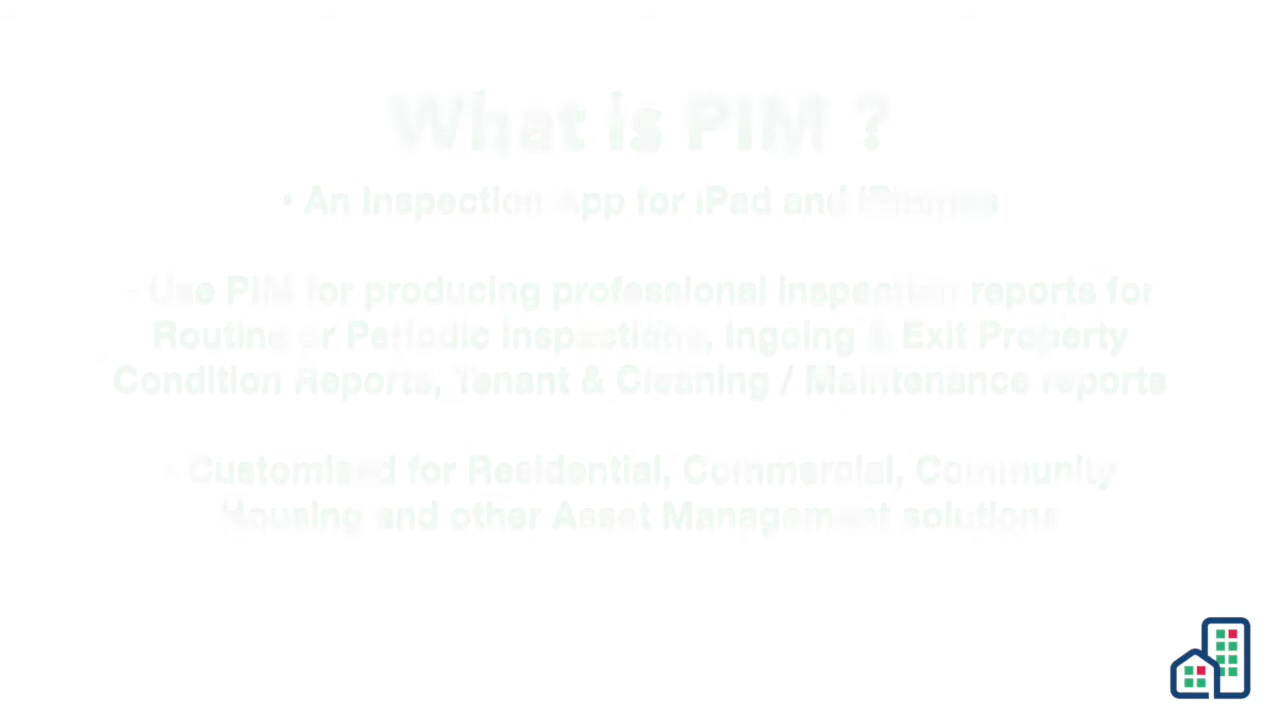 What is PIM ?
• An Inspection App for iPad and iPhones
- Use PIM for producing professional inspection reports for
Routine or Periodic Inspections, Ingoing & Exit Property
Condition Reports, Tenant & Cleaning / Maintenance reports
- Customised for Residential, Commercial, Community
Housing and other Asset Management solutions